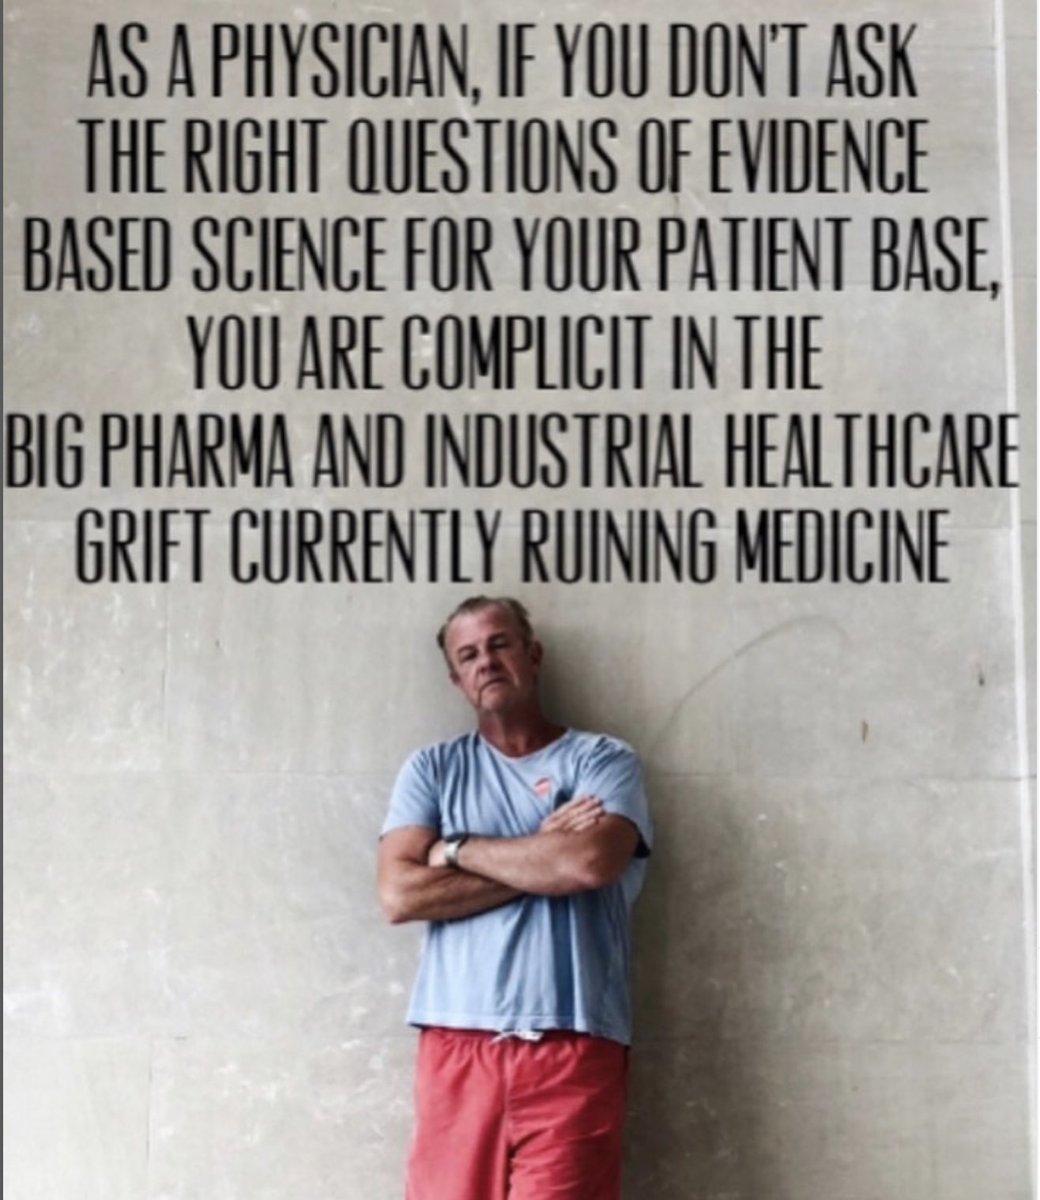 AS A PHYSICIAN, IF YOU DON'T ASK
THE RIGHT QUESTIONS OF EVIDENCE
BASED SCIENCE FOR YOUR PATIENT BASE,
YOU ARE COMPLICIT IN THE
BIG PHARMA AND INDUSTRIAL HEALTHCARE
GRIFT CURRENTLY RUINING MEDICINE